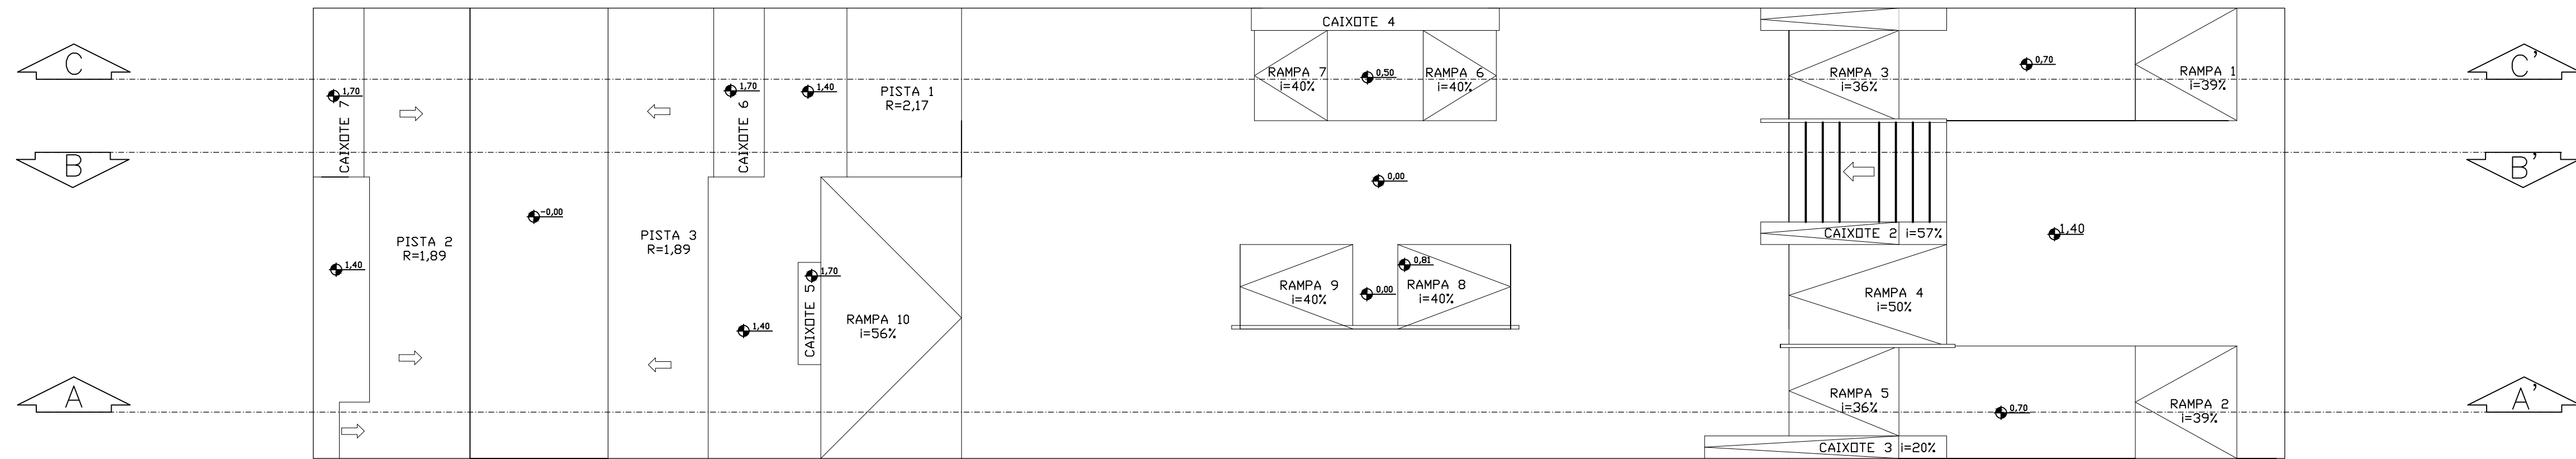 CAIXOTE 4
C
C'
RAMPA 7
i=40%
0,50
RAMPA 6
i=40%
RAMPA 3
i=36%
0,70
RAMPA 1
i=39%
1,70
CAIXOTE 7
1,70
CAIXOTE 6
1,40
PISTA 1
R=2,17
B
B'
0,00
-0,00
PISTA 2
R=1,89
PISTA 3
R=1,89
CAIXOTE 2 i=57%
1,40
1,40
1,70
CAIXOTE 5
0,81
RAMPA 9
i=40%
0,00
RAMPA 8
i=40%
RAMPA 4
i=50%
1,40
RAMPA 10
i=56%
A
A'
RAMPA 5
i=36%
0,70
RAMPA 2
i=39%
CAIXOTE 3 i=20%